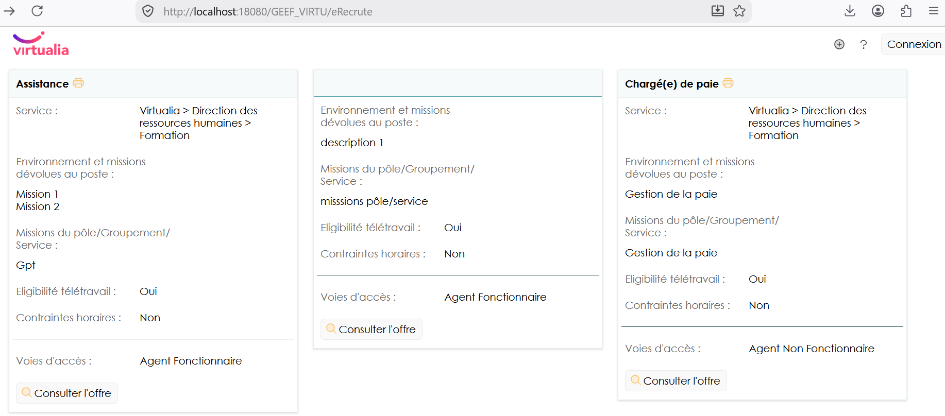 http://localhost:18080/GEEF_VIRTU/eRecrute
virtualia
? Connexion
Assistance
Service : Virtualia > Direction des
ressources humaines >
Formation
Environnement et missions
dévolues au poste :
Mission 1
Mission 2
Missions du pôle/Groupement/
Service :
Gpt
Eligibilité télétravail : Oui
Contraintes horaires : Non
Voies d'accès : Agent Fonctionnaire
Consulter l'offre
Environnement et missions
dévolues au poste :
description 1
Missions du pôle/Groupement/
Service :
misssions pôle/service
Eligibilité télétravail : Oui
Contraintes horaires : Non
Voies d'accès : Agent Fonctionnaire
Consulter l'offre
Chargé(e) de paie
Service : Virtualia > Direction des
ressources humaines >
Formation
Environnement et missions
dévolues au poste :
Gestion de la paie
Missions du pôle/Groupement/
Service :
Gestion de la paie
Eligibilité télétravail : Oui
Contraintes horaires : Non
Voies d'accès : Agent Non Fonctionnaire
Consulter l'offre